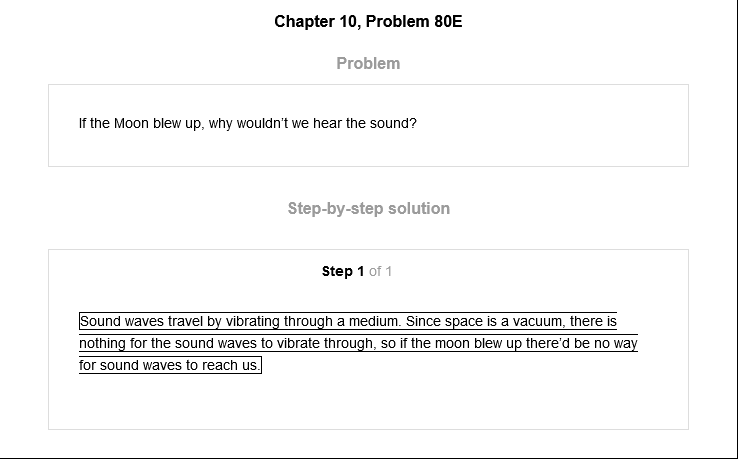 Chapter 10, Problem 80E
Problem
If the Moon blew up, why wouldn't we hear the sound?
Step-by-step solution
Step 1 of 1
Sound waves travel by vibrating through a medium. Since space is a vacuum, there is
nothing for the sound waves to vibrate through, so if the moon blew up there'd be no way
for sound waves to reach us.